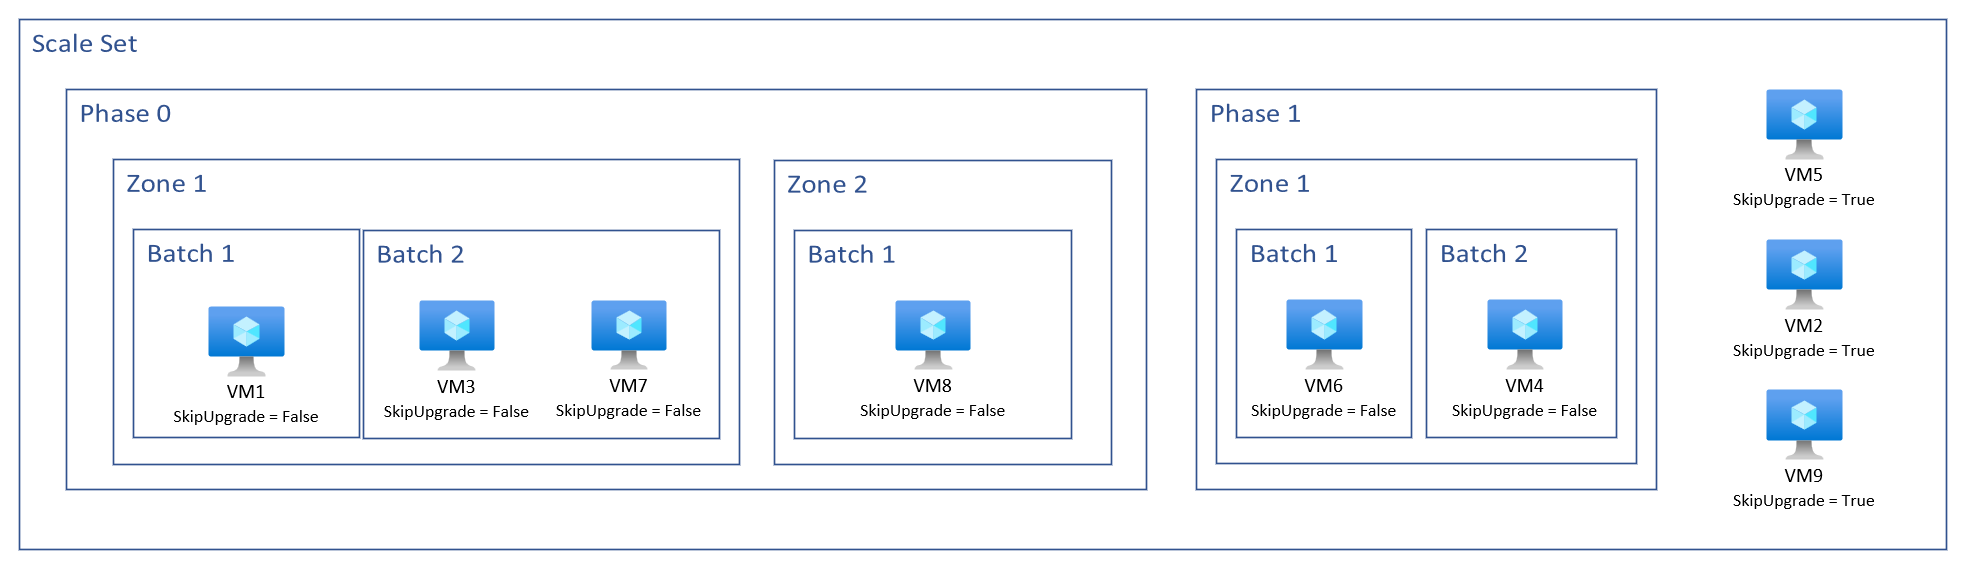 Scale Set
Phase 0
Zone 1
Batch 1
VM1
SkipUpgrade = False
Batch 2
VM3
SkipUpgrade = False
VM7
SkipUpgrade = False
Zone 2
Batch 1
VM8
SkipUpgrade = False
Phase 1
Zone 1
Batch 1
VM6
SkipUpgrade = False
Batch 2
VM4
SkipUpgrade = False
VM5
SkipUpgrade = True
VM2
SkipUpgrade = True
VM9
SkipUpgrade = True